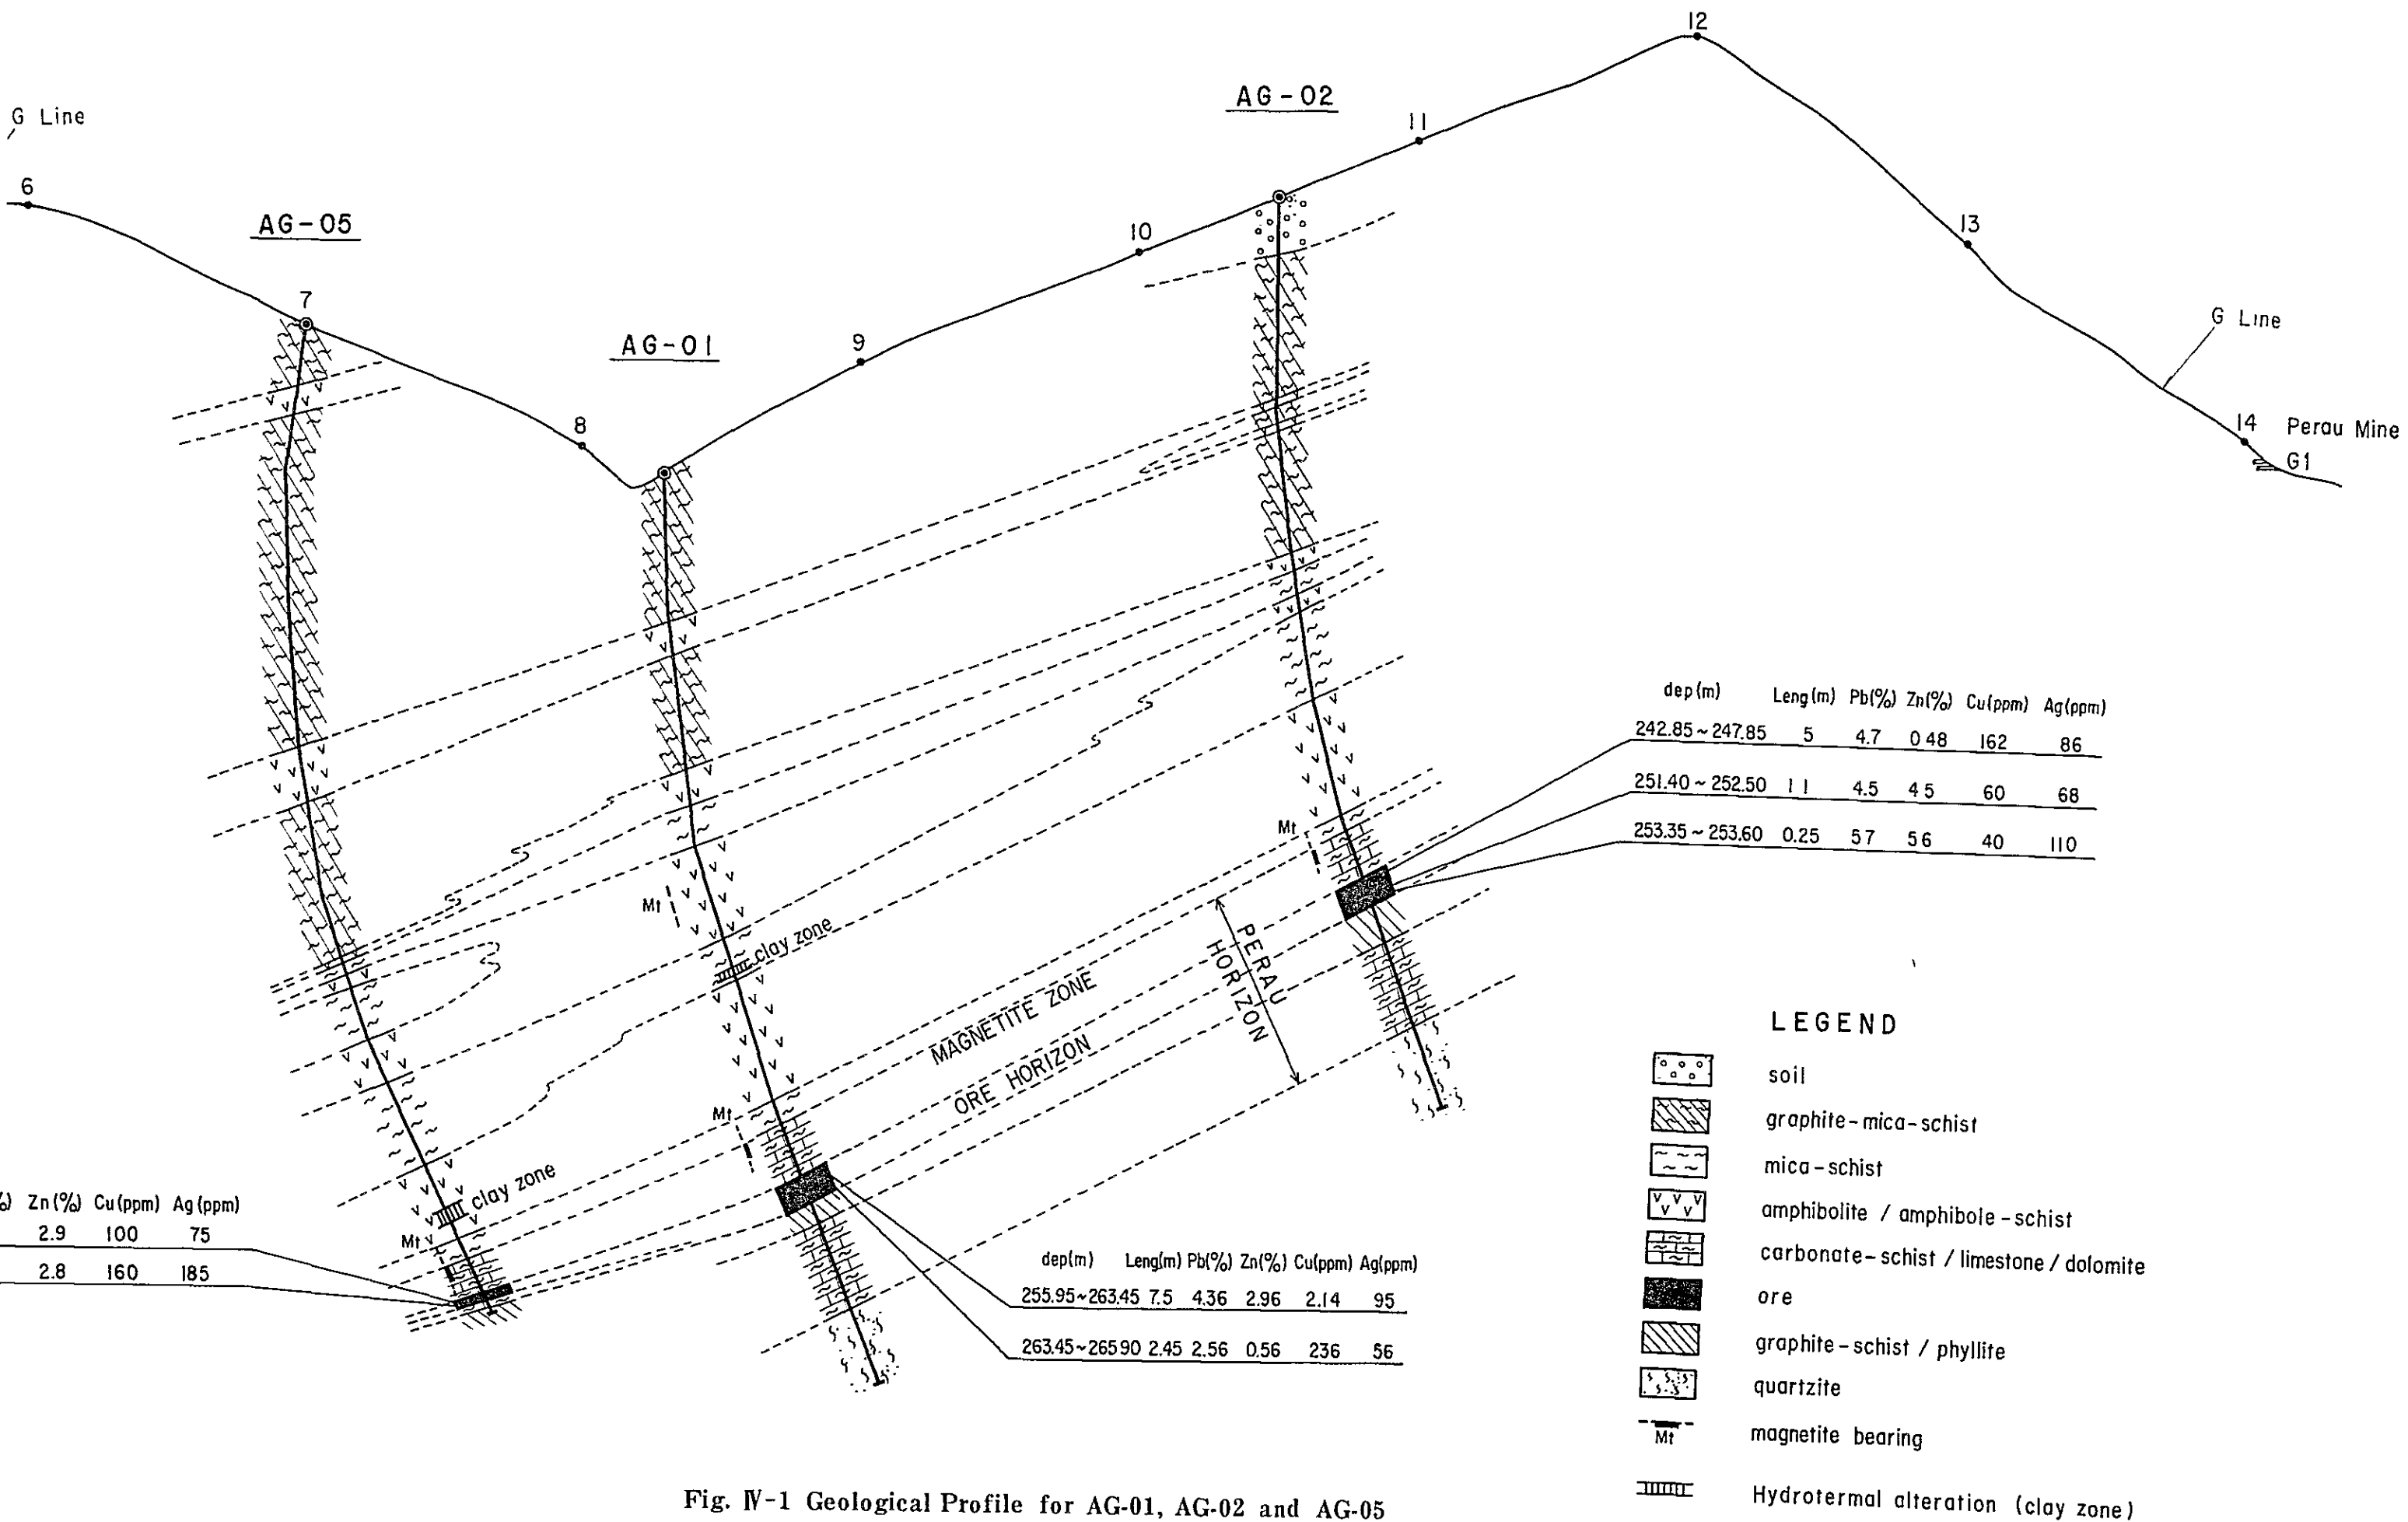 12
AG-02
11
G Line
6
AG-05
10
13
7
AG-01
9
8
G Line
14 Perau Mine
G1
dep(m) Leng(m) Pb(%) Zn(%) Cu(ppm) Ag(ppm)
242.85~247.85 5 4.7 0 48 162 86
251.40~252.50 1 1 4.5 4 5 60 68
253.35~253.60 0.25 5 7 5 6 40 110
Mt
Mt
clay zone
PERAU
HORIZON
MAGNETITE ZONE
ORE HORIZON
Mt
clay zone
Mt
%) Zn(%) Cu(ppm) Ag(ppm)
2.9 100 75
2.8 160 185
dep(m) Leng(m) Pb(%) Zn(%) Cu(ppm) Ag(ppm)
255.95~263.45 7.5 4.36 2.96 2.14 95
263.45~265 90 2.45 2.56 0.56 236 56
LEGEND
soil
graphite-mica-schist
mica-schist
amphibolite / amphibole-schist
carbonate-schist / limestone / dolomite
ore
graphite-schist / phyllite
quartzite
Mt magnetite bearing
Hydrotermal alteration (clay zone)
Fig. IV-1 Geological Profile for AG-01, AG-02 and AG-05